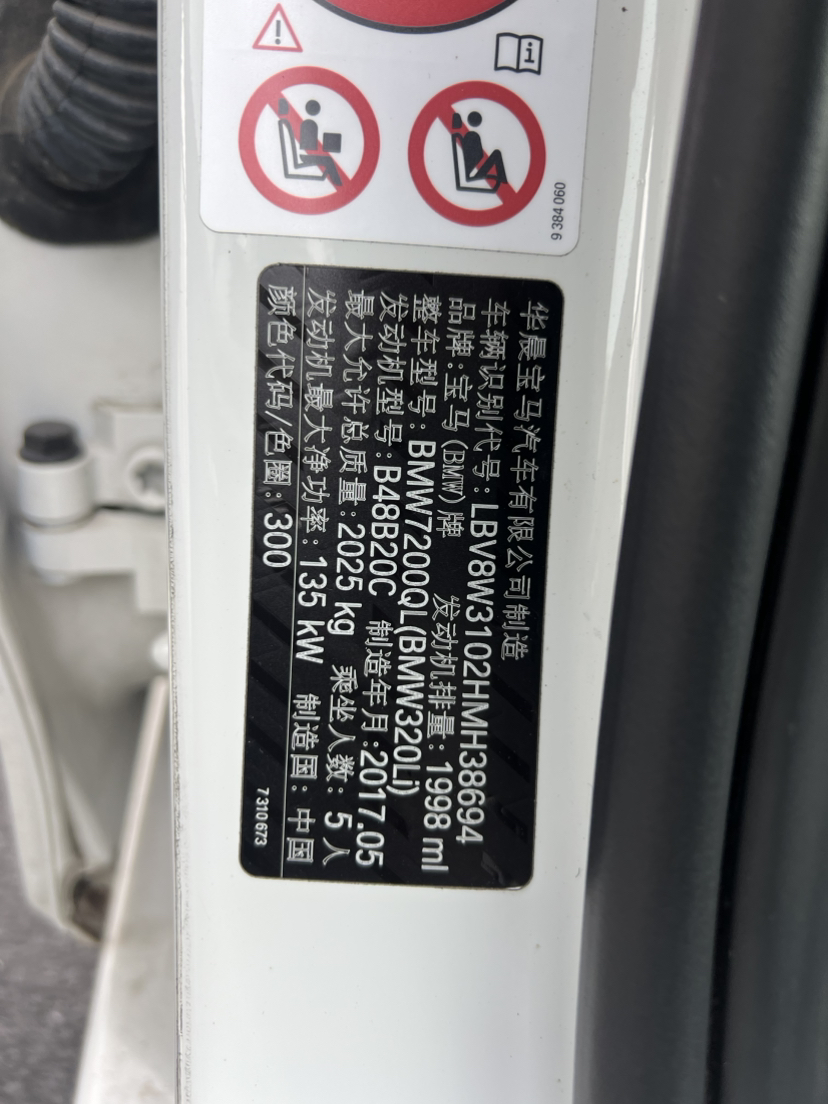 9 384 060
华晨宝马汽车有限公司制造
车辆识别代号:LBV8W3102HMH38694
品牌:宝马(BMW)牌 发动机排量:1998 ml
整车型号:BMW7200QL(BMW320Li)
发动机型号:B48B20C 制造年月:2017.05
最大允许总质量:2025 kg 乘坐人数:5人
发动机最大净功率:135 kW 制造国:中国
颜色代码/色圈:300
7 310 673